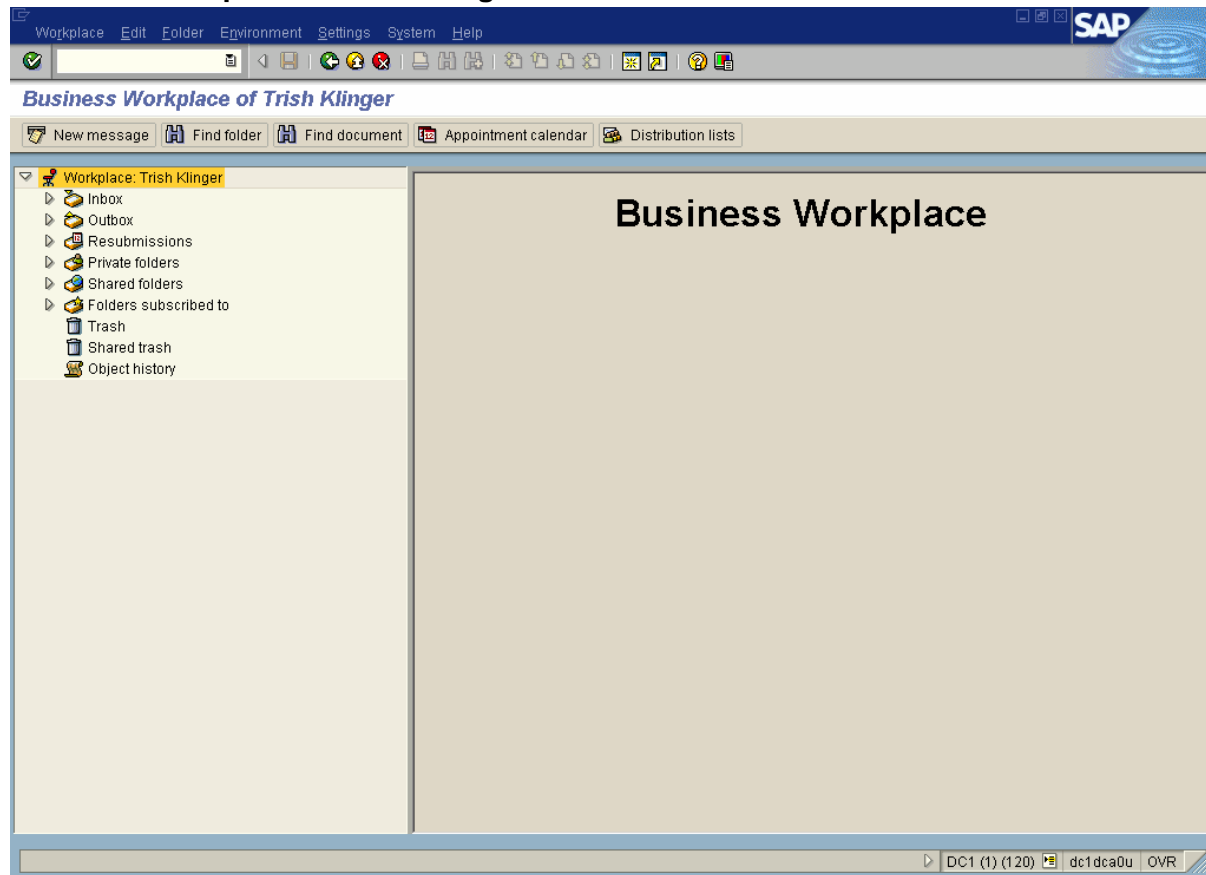 Workplace Edit Folder Environment Settings System Help
SAP
Business Workplace of Trish Klinger
New message Find folder Find document Appointment calendar Distribution lists
Workplace: Trish Klinger
Inbox
Outbox
Resubmissions
Private folders
Shared folders
Folders subscribed to
Trash
Shared trash
Object history
Business Workplace
DC1 (1) (120) dc1dca0u OVR